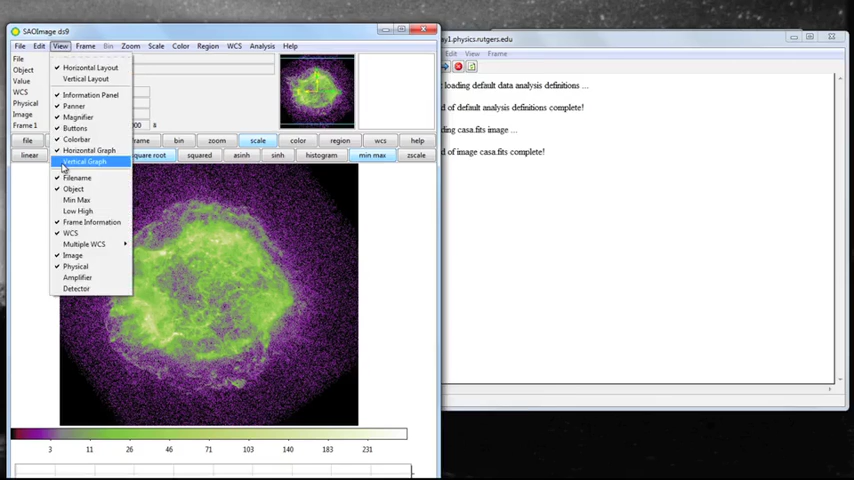 SAOImage ds9
File Edit View Frame Bin Zoom Scale Color Region WCS Analysis Help
File
Object
Value
WCS
Physical
Image
Frame 1
Horizontal Layout
Vertical Layout
Information Panel
Panner
Magnifier
Buttons
Colorbar
Horizontal Graph
Vertical Graph
Filename
Object
Min Max
Low High
Frame Information
WCS
Multiple WCS
Image
Physical
Amplifier
Detector
file bin zoom scale color region wcs help
linear squared asinh sinh histogram min max zscale
3 11 26 46 71 103 140 183 231
physics.rutgers.edu
Edit View Frame
loading default data analysis definitions ...
d of default analysis definitions complete!
ding casa.fits image ...
d of image casa.fits complete!